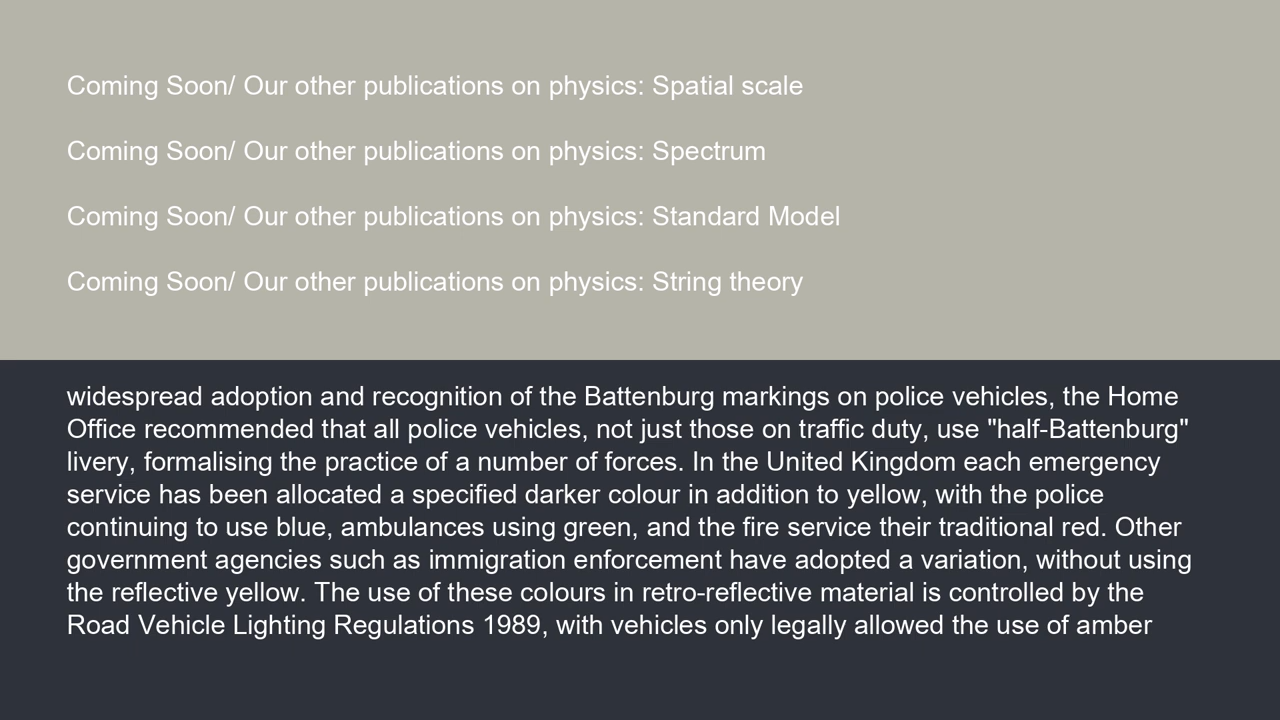 Coming Soon/ Our other publications on physics: Spatial scale
Coming Soon/ Our other publications on physics: Spectrum
Coming Soon/ Our other publications on physics: Standard Model
Coming Soon/ Our other publications on physics: String theory
widespread adoption and recognition of the Battenburg markings on police vehicles, the Home
Office recommended that all police vehicles, not just those on traffic duty, use "half-Battenburg"
livery, formalising the practice of a number of forces. In the United Kingdom each emergency
service has been allocated a specified darker colour in addition to yellow, with the police
continuing to use blue, ambulances using green, and the fire service their traditional red. Other
government agencies such as immigration enforcement have adopted a variation, without using
the reflective yellow. The use of these colours in retro-reflective material is controlled by the
Road Vehicle Lighting Regulations 1989, with vehicles only legally allowed the use of amber